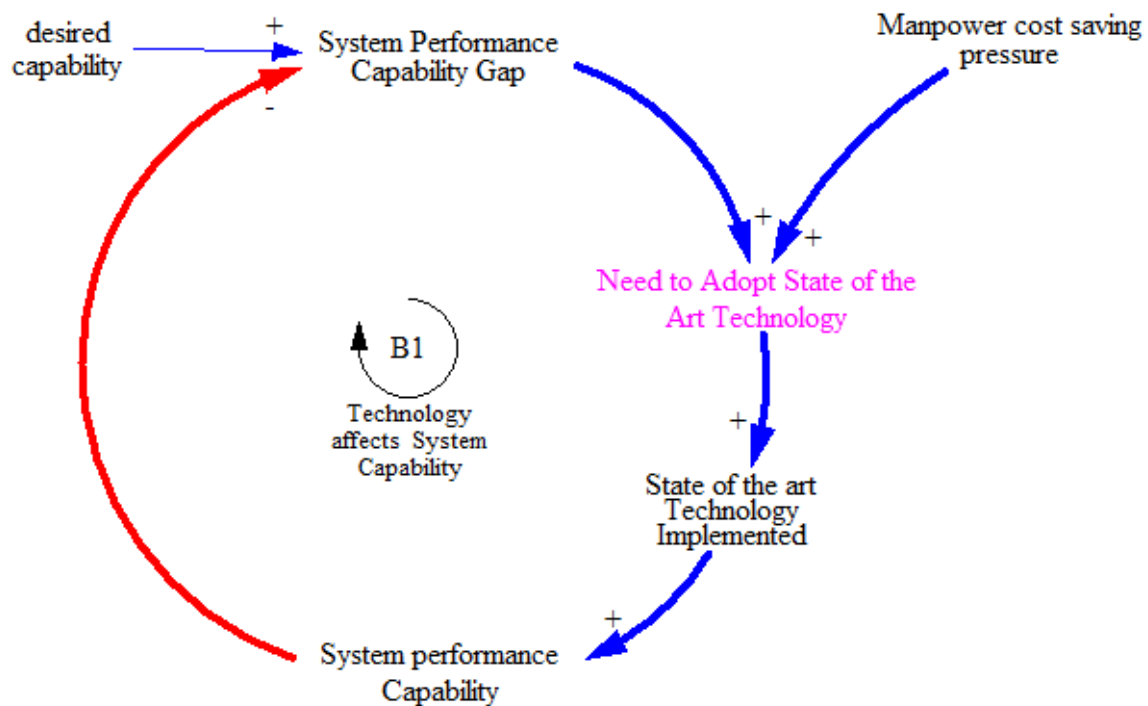 desired
capability
+
System Performance
Capability Gap
-
Manpower cost saving
pressure
+
+
Need to Adopt State of the
Art Technology
B1
Technology
affects System
Capability
+
State of the art
Technology
Implemented
+
System performance
Capability